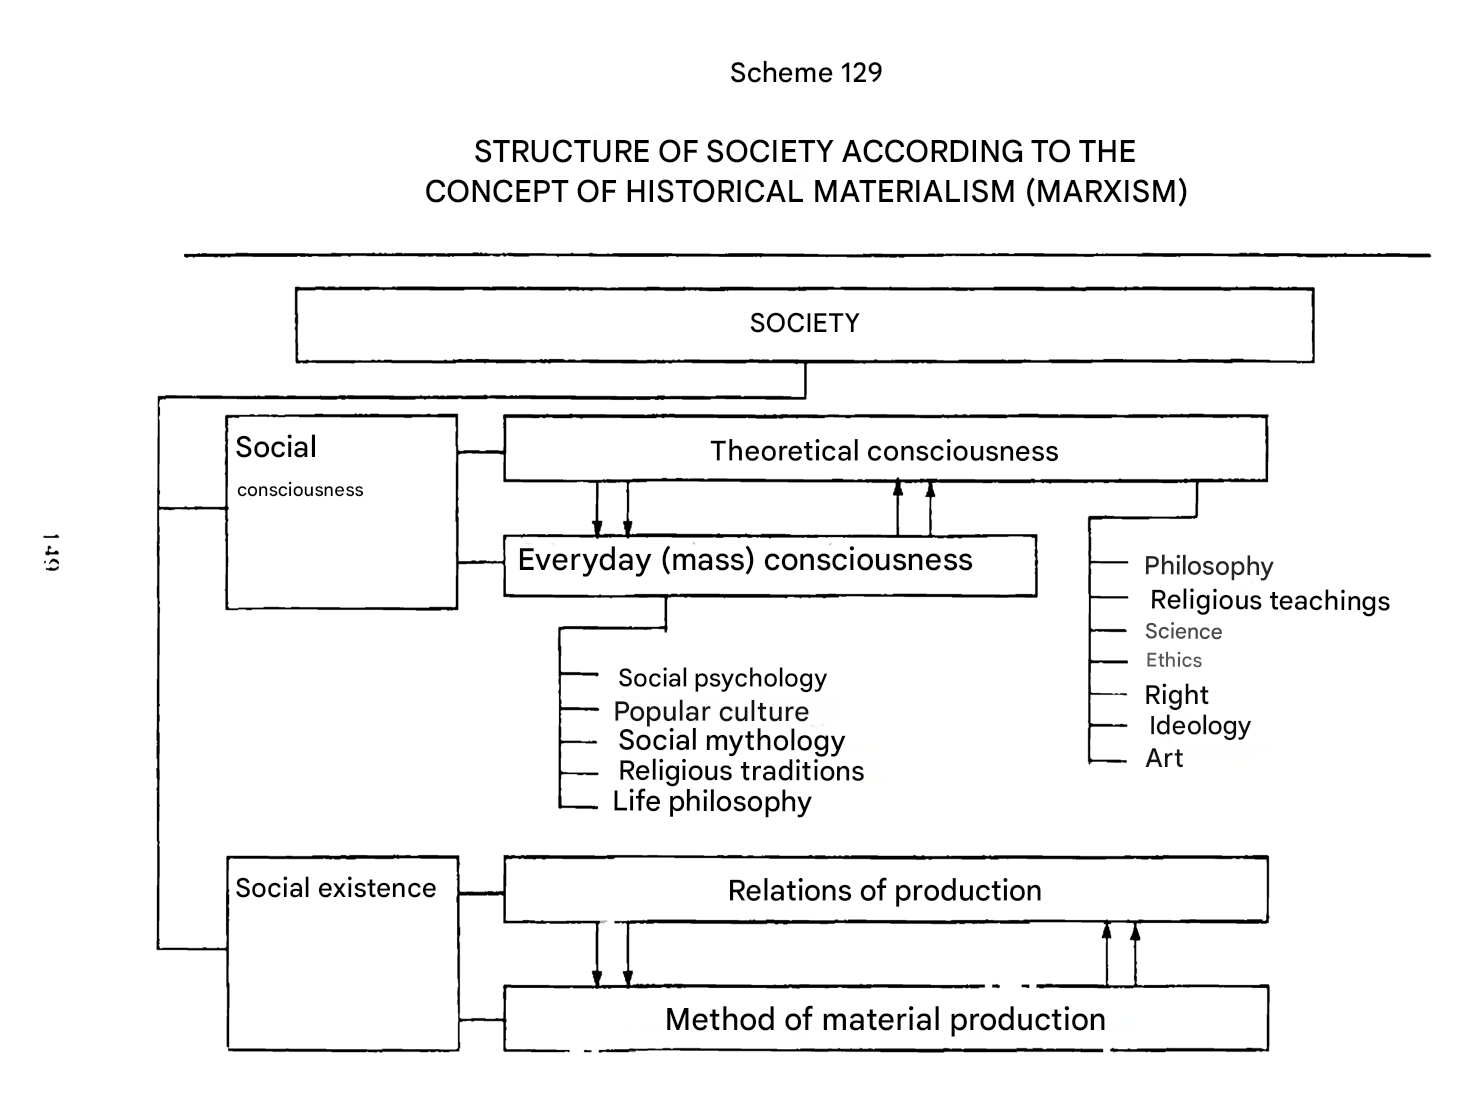 Scheme 129
STRUCTURE OF SOCIETY ACCORDING TO THE
CONCEPT OF HISTORICAL MATERIALISM (MARXISM)
SOCIETY
Social
consciousness
Theoretical consciousness
Everyday (mass) consciousness
Philosophy
Religious teachings
Science
Ethics
Right
Ideology
Art
Social psychology
Popular culture
Social mythology
Religious traditions
Life philosophy
Social existence
Relations of production
Method of material production
149